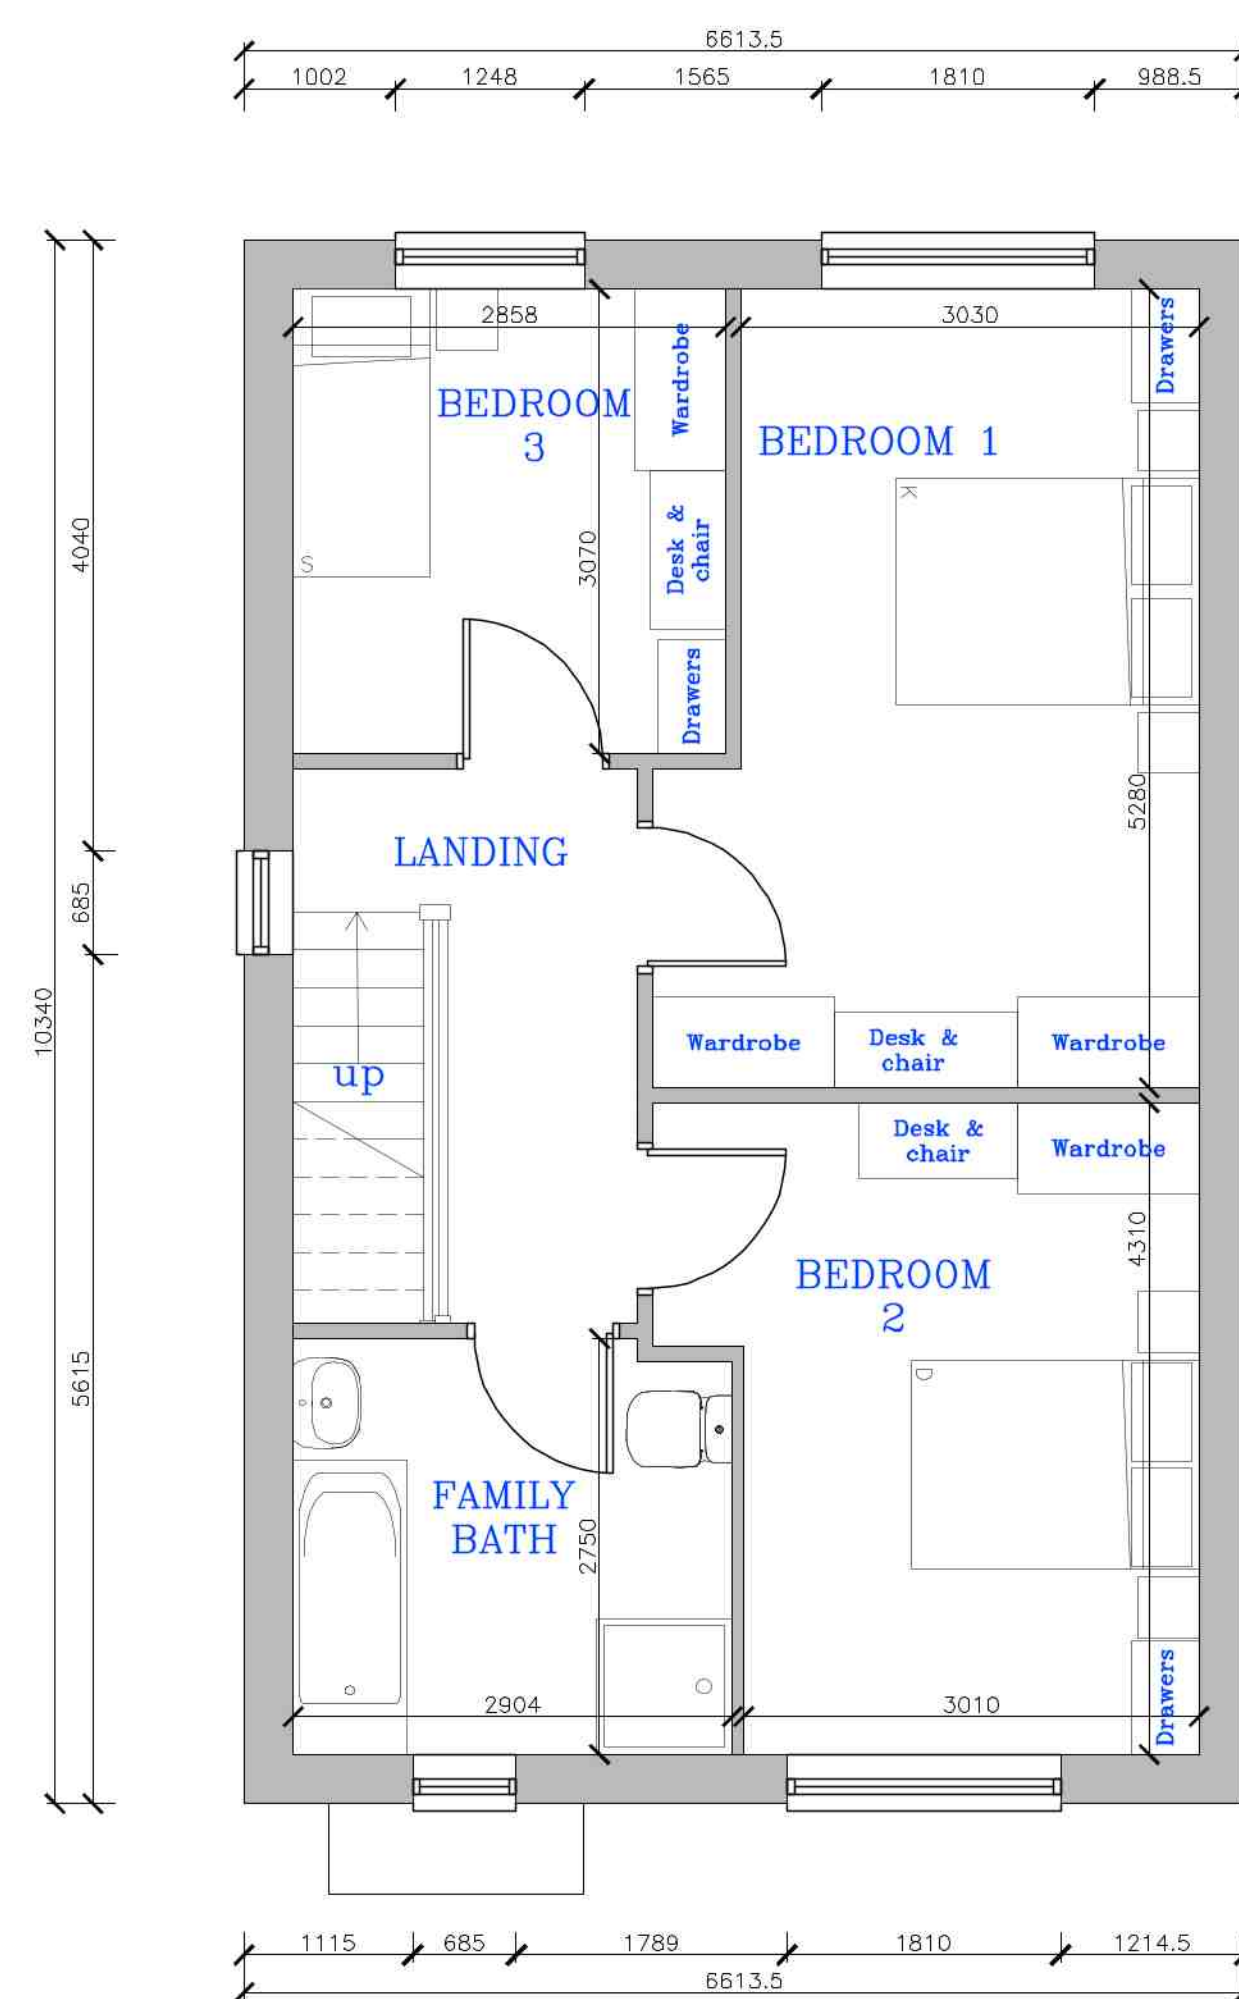 6613.5
1002 1248 1565 1810 988.5
2858 3030
Drawers
Wardrobe
BEDROOM
3
BEDROOM 1
K
Desk &
chair
S
3070
4040
Drawers
5280
LANDING
685
10340
Wardrobe
Desk &
chair
Wardrobe
up
Desk &
chair
Wardrobe
4310
BEDROOM
2
D
5615
FAMILY
BATH
2750
Drawers
2904 3010
1115 685 1789 1810 1214.5
6613.5